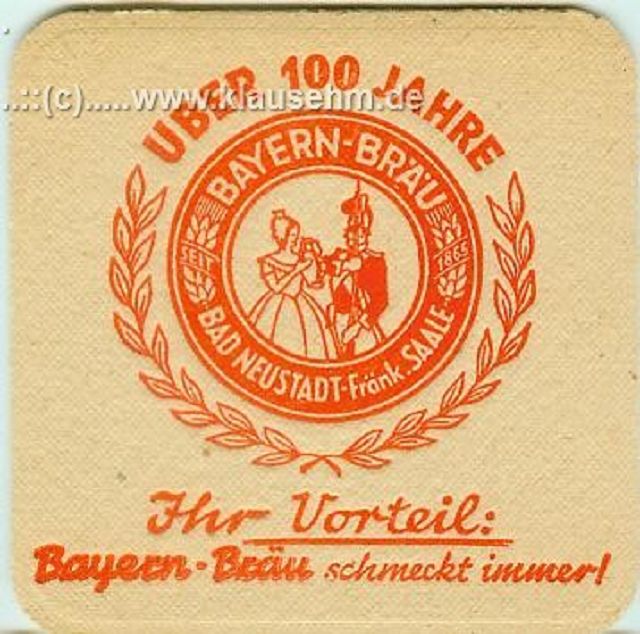 ÜBER 100 JAHRE
..::(c).....www.klausehm.de
BAYERN-BRÄU
SEIT 1865
BAD NEUSTADT-Fränk. SAALE
Ihr Vorteil:
Bayern-Bräu schmeckt immer!